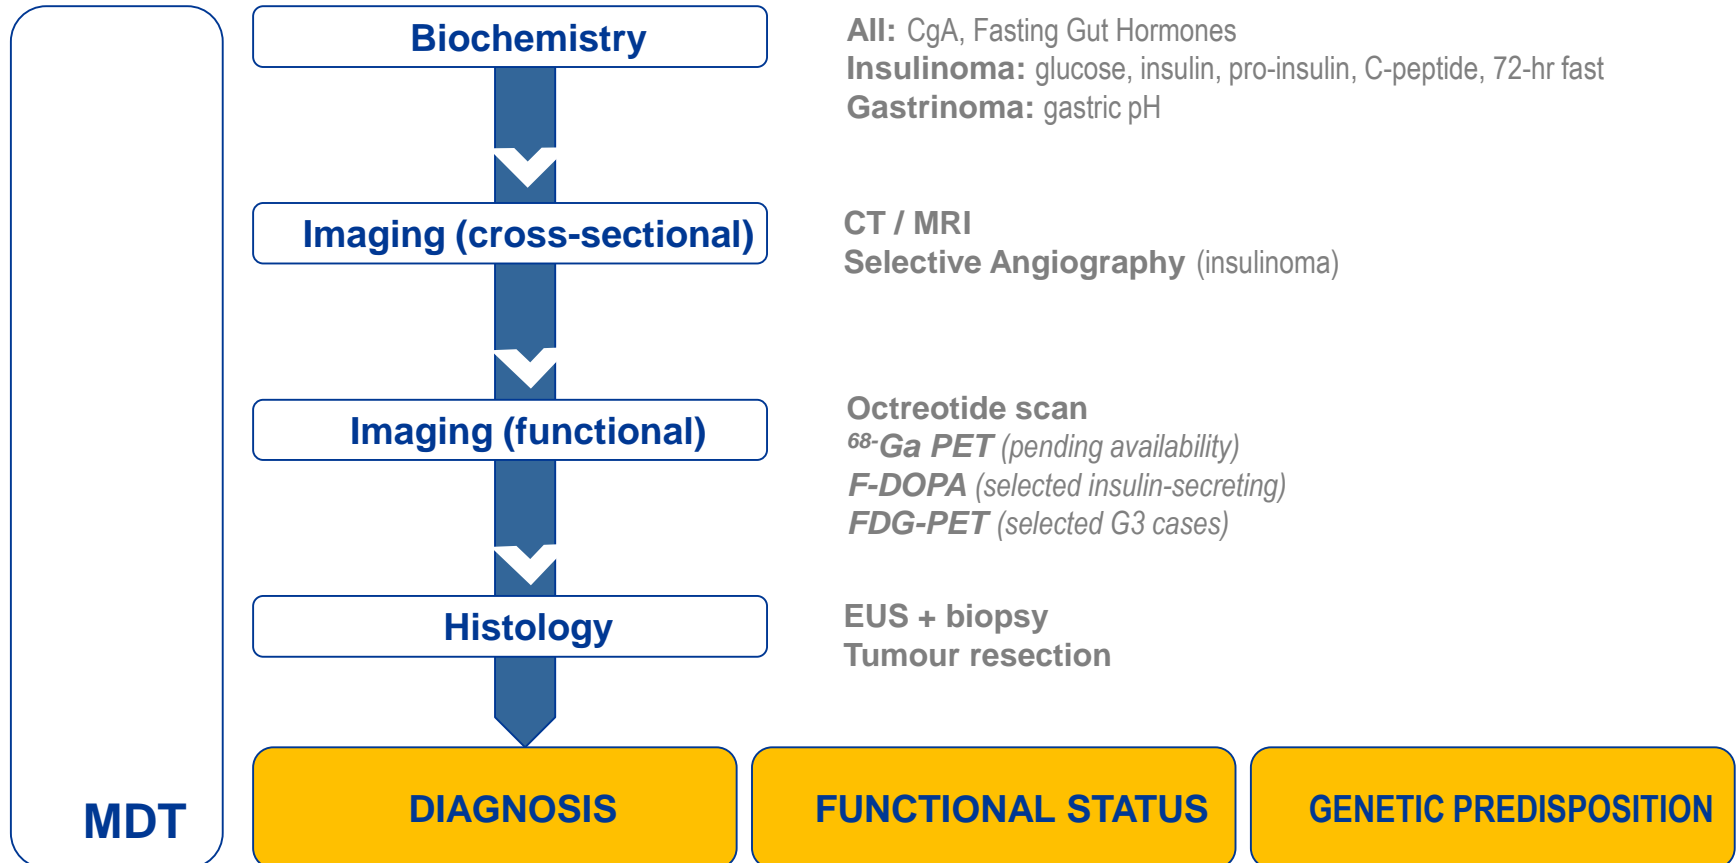 Biochemistry
All: CgA, Fasting Gut Hormones
Insulinoma: glucose, insulin, pro-insulin, C-peptide, 72-hr fast
Gastrinoma: gastric pH
Imaging (cross-sectional)
CT / MRI
Selective Angiography (insulinoma)
Imaging (functional)
Octreotide scan
68-Ga PET (pending availability)
F-DOPA (selected insulin-secreting)
FDG-PET (selected G3 cases)
Histology
EUS + biopsy
Tumour resection
MDT
DIAGNOSIS
FUNCTIONAL STATUS
GENETIC PREDISPOSITION